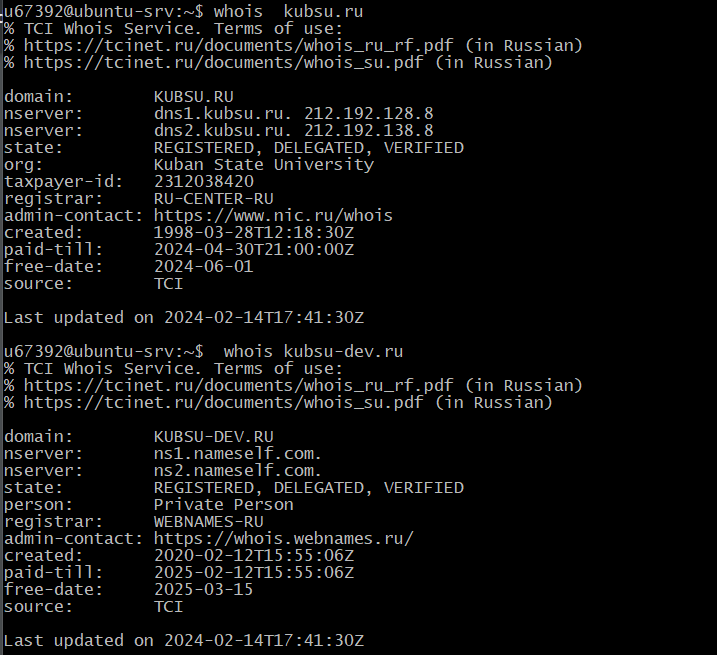 u67392@ubuntu-srv:~$ whois  kubsu.ru
% TCI Whois Service. Terms of use:
% https://tcinet.ru/documents/whois_ru_rf.pdf (in Russian)
% https://tcinet.ru/documents/whois_su.pdf (in Russian)

domain:        KUBSU.RU
nserver:       dns1.kubsu.ru. 212.192.128.8
nserver:       dns2.kubsu.ru. 212.192.138.8
state:         REGISTERED, DELEGATED, VERIFIED
org:           Kuban State University
taxpayer-id:   2312038420
registrar:     RU-CENTER-RU
admin-contact: https://www.nic.ru/whois
created:       1998-03-28T12:18:30Z
paid-till:     2024-04-30T21:00:00Z
free-date:     2024-06-01
source:        TCI

Last updated on 2024-02-14T17:41:30Z

u67392@ubuntu-srv:~$  whois kubsu-dev.ru
% TCI Whois Service. Terms of use:
% https://tcinet.ru/documents/whois_ru_rf.pdf (in Russian)
% https://tcinet.ru/documents/whois_su.pdf (in Russian)

domain:        KUBSU-DEV.RU
nserver:       ns1.nameself.com.
nserver:       ns2.nameself.com.
state:         REGISTERED, DELEGATED, VERIFIED
person:        Private Person
registrar:     WEBNAMES-RU
admin-contact: https://whois.webnames.ru/
created:       2020-02-12T15:55:06Z
paid-till:     2025-02-12T15:55:06Z
free-date:     2025-03-15
source:        TCI

Last updated on 2024-02-14T17:41:30Z